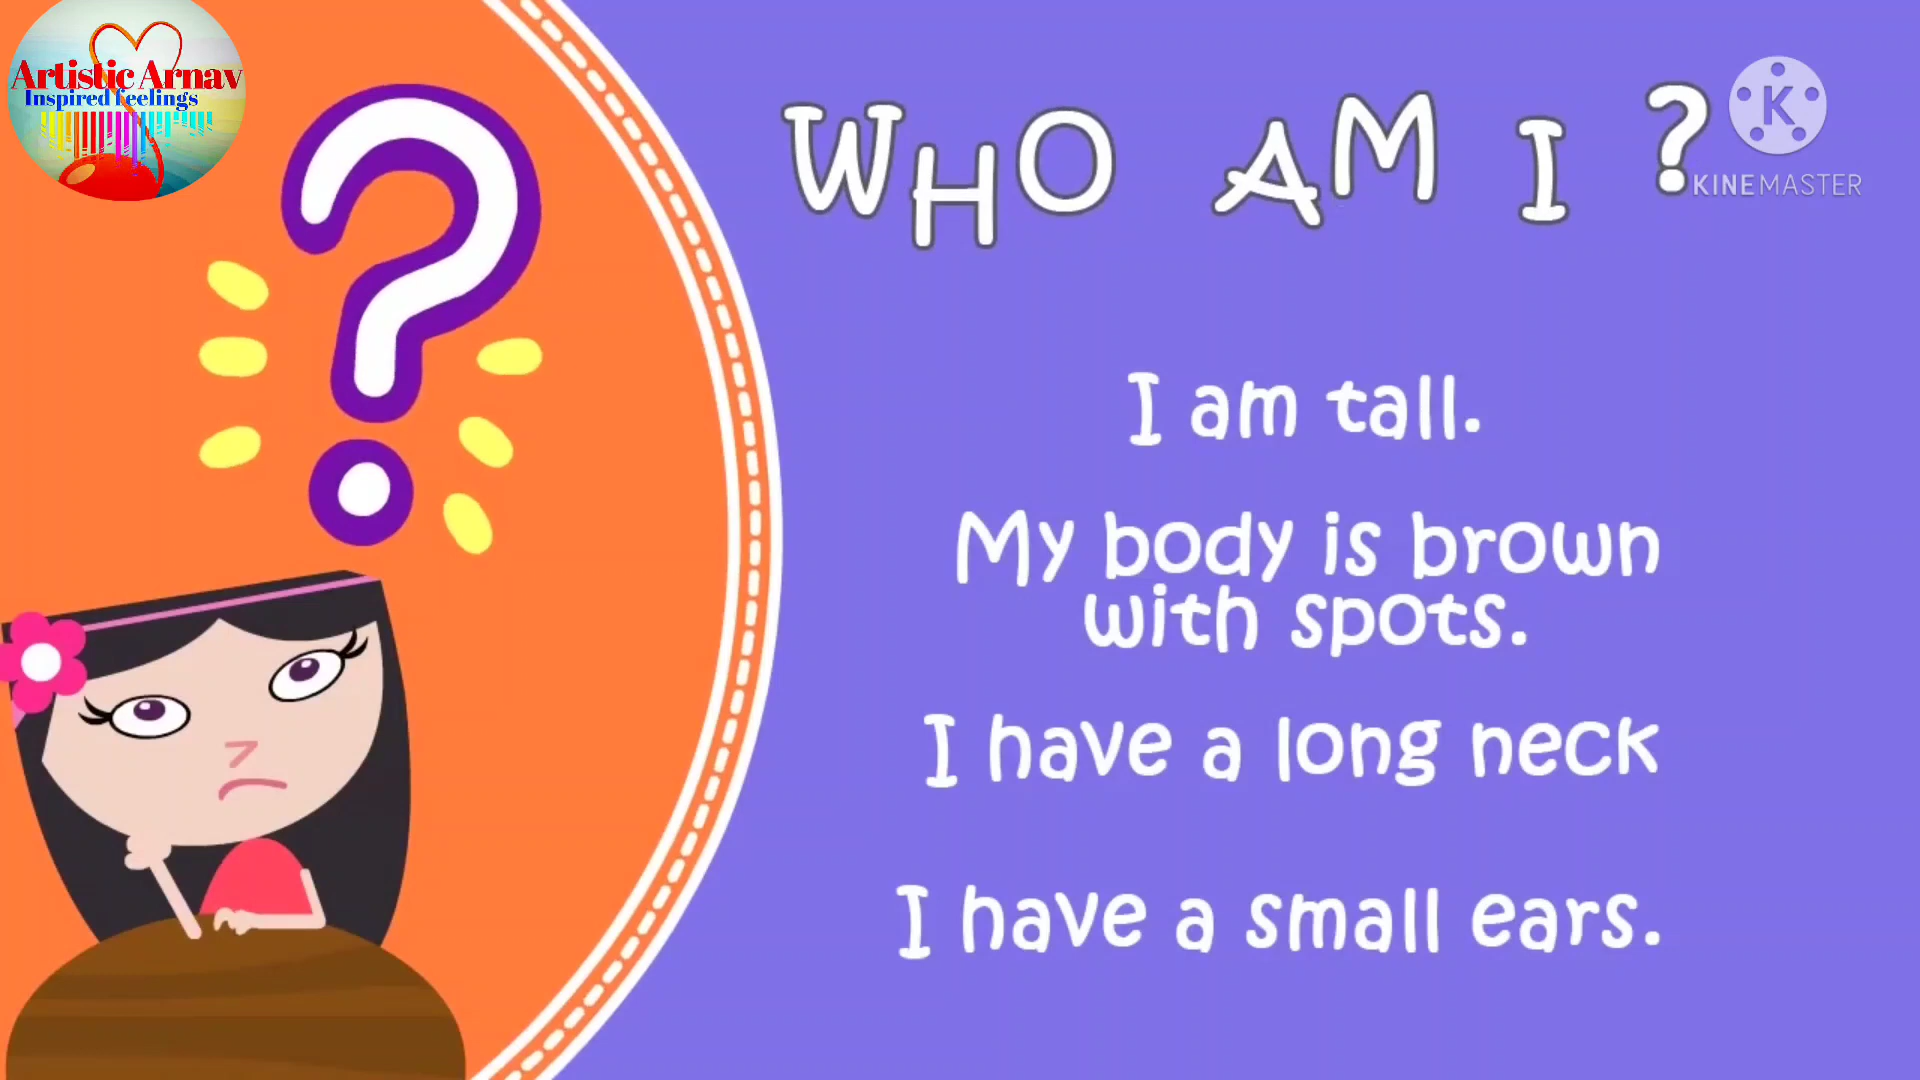 Artistic Arnav
Inspired feelings
WHO AM I ?
K
KINEMASTER
I am tall.
My body is brown
with spots.
I have a long neck
I have a small ears.